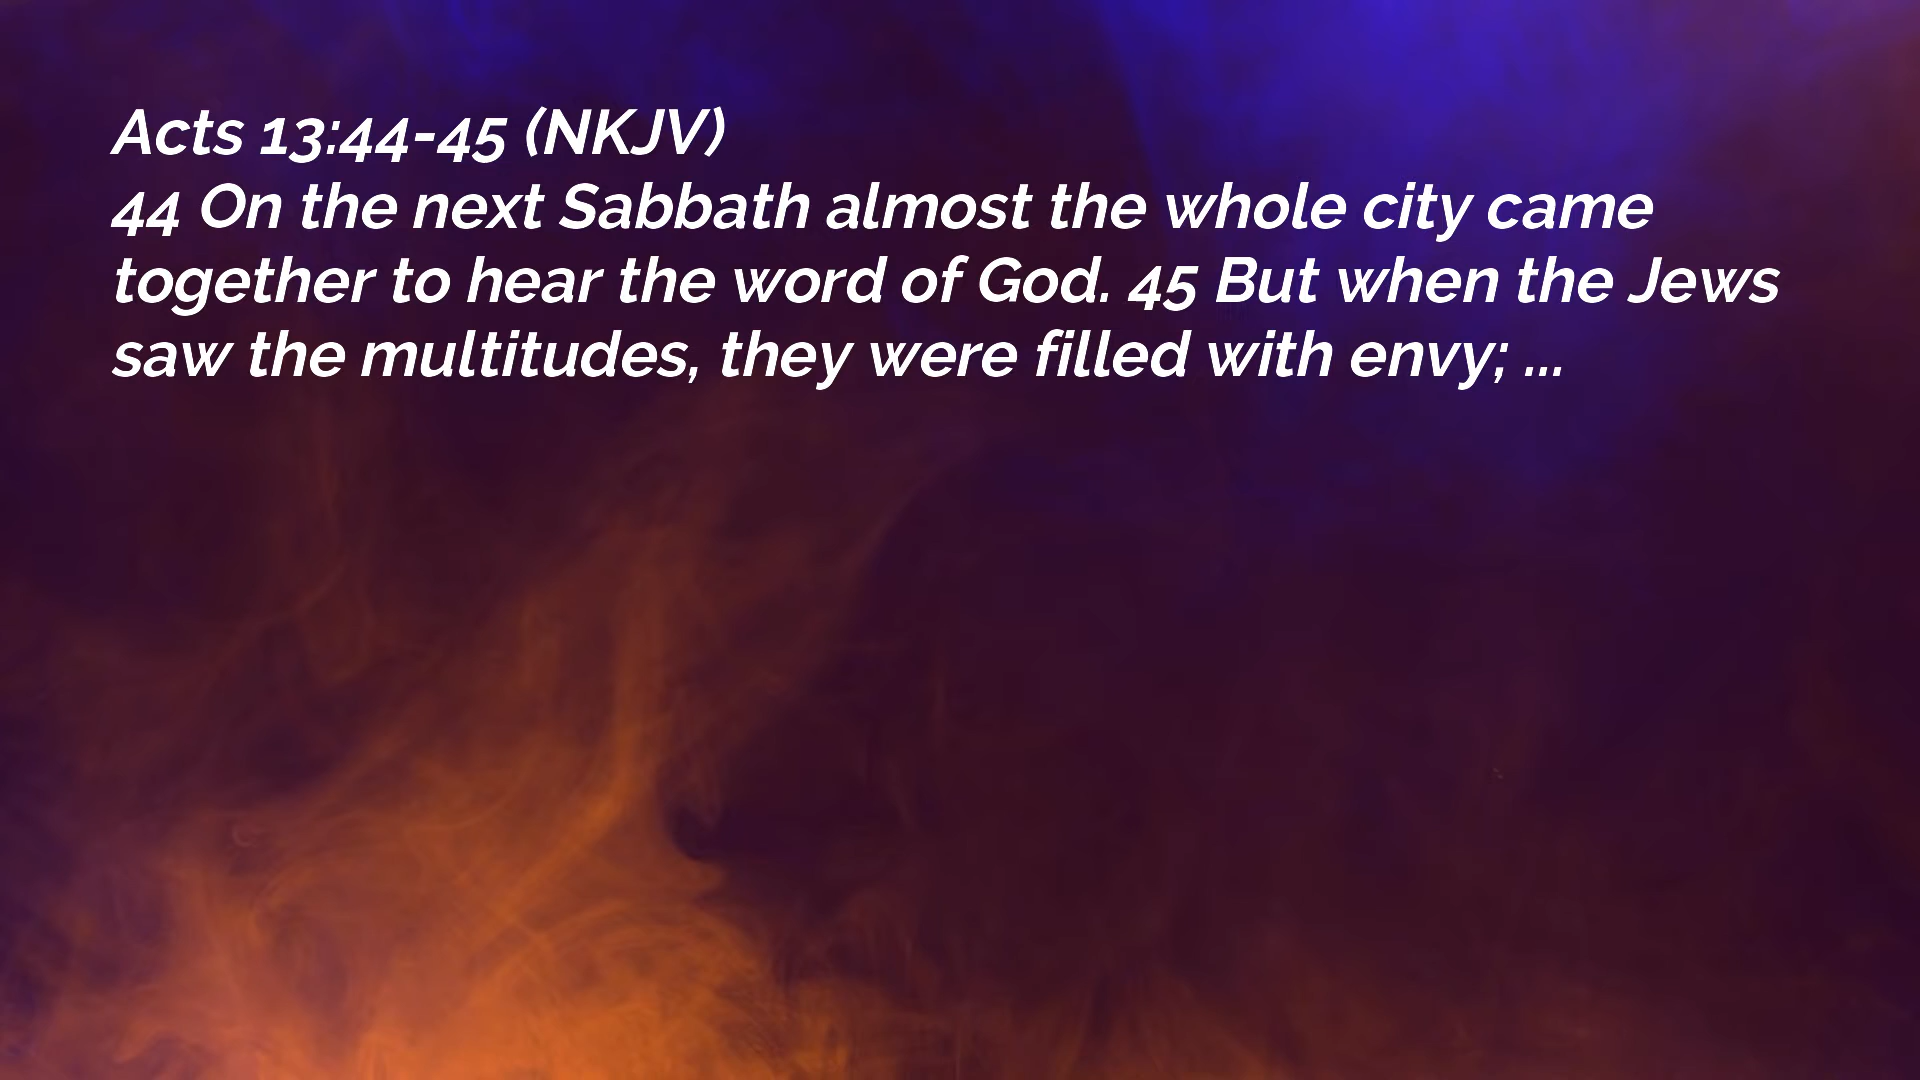 Acts 13:44-45 (NKJV)
44 On the next Sabbath almost the whole city came
together to hear the word of God. 45 But when the Jews
saw the multitudes, they were filled with envy; ...